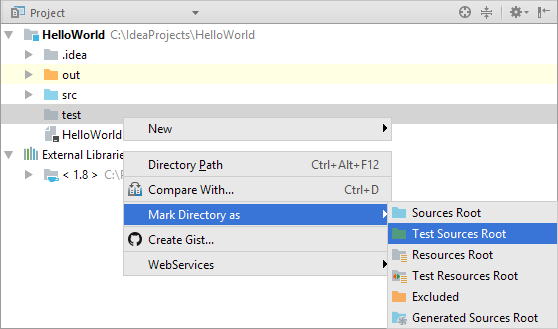 Project
HelloWorld C:\IdeaProjects\HelloWorld
.idea
out
src
test
HelloWorld
New
External Librarie
Directory Path Ctrl+Alt+F12
< 1.8 > C:\
Compare With... Ctrl+D
Mark Directory as
Sources Root
Test Sources Root
Create Gist...
Resources Root
WebServices
Test Resources Root
Excluded
Generated Sources Root